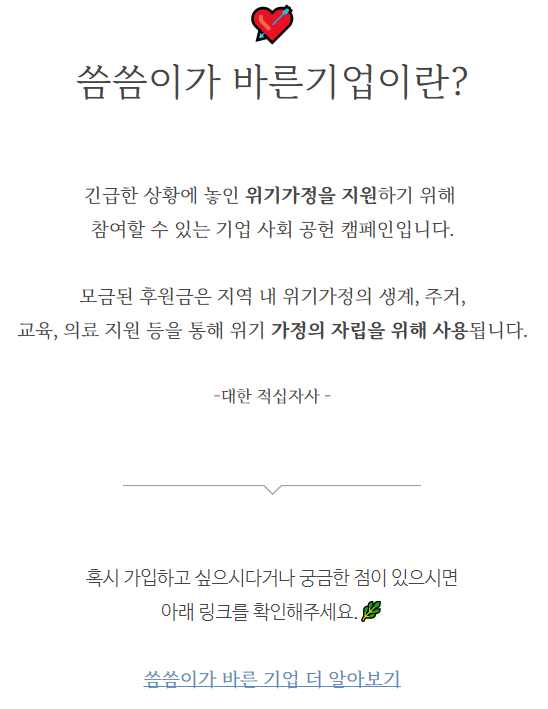 씀씀이가 바른기업이란?
긴급한 상황에 놓인 위기가정을 지원하기 위해
참여할 수 있는 기업 사회 공헌 캠페인입니다.
모금된 후원금은 지역 내 위기가정의 생계, 주거,
교육, 의료 지원 등을 통해 위기 가정의 자립을 위해 사용됩니다.
-대한 적십자사 -
혹시 가입하고 싶으시다거나 궁금한 점이 있으시면
아래 링크를 확인해주세요.
씀씀이가 바른 기업 더 알아보기